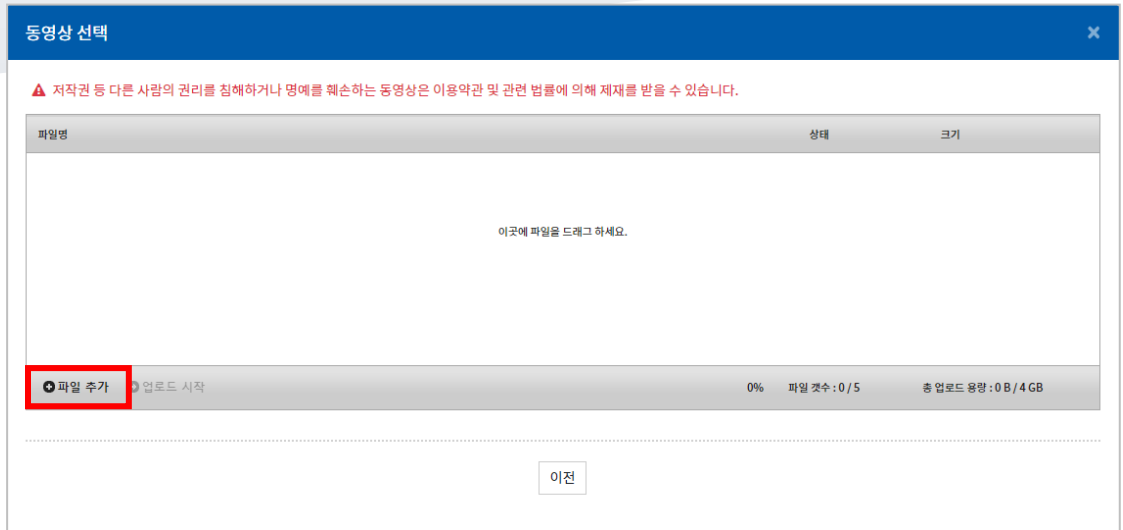 동영상 선택
저작권 등 다른 사람의 권리를 침해하거나 명예를 훼손하는 동영상은 이용약관 및 관련 법률에 의해 제재를 받을 수 있습니다.
파일명 상태 크기
이곳에 파일을 드래그 하세요.
파일 추가 업로드 시작 0% 파일 갯수 : 0 / 5 총 업로드 용량 : 0 B / 4 GB
이전